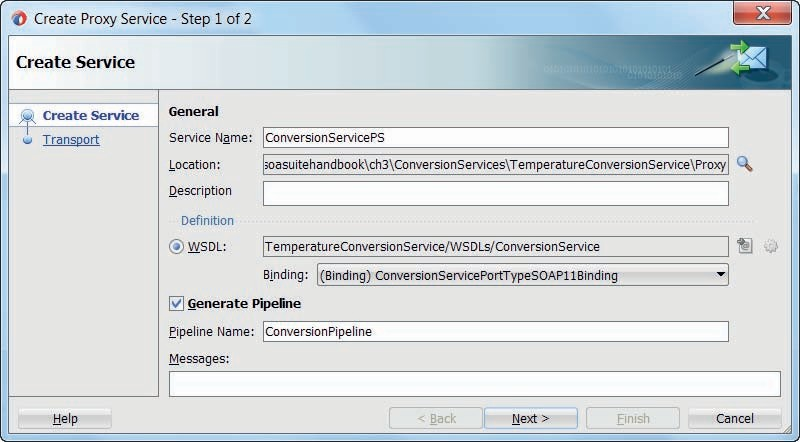 Create Proxy Service - Step 1 of 2
Create Service
Create Service
Transport
General
Service Name: ConversionServicePS
Location: soasuitehandbook\ch3\ConversionServices\TemperatureConversionService\Proxy
Description
Definition
WSDL: TemperatureConversionService/WSDLs/ConversionService
Binding: (Binding) ConversionServicePortTypeSOAP11Binding
Generate Pipeline
Pipeline Name: ConversionPipeline
Messages:
Help < Back Next > Finish Cancel